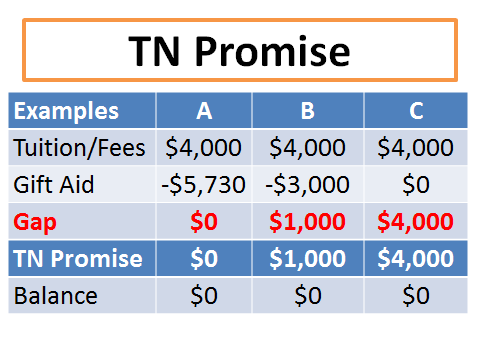 TN Promise
Examples A B C
Tuition/Fees $4,000 $4,000 $4,000
Gift Aid -$5,730 -$3,000 $0
Gap $0 $1,000 $4,000
TN Promise $0 $1,000 $4,000
Balance $0 $0 $0